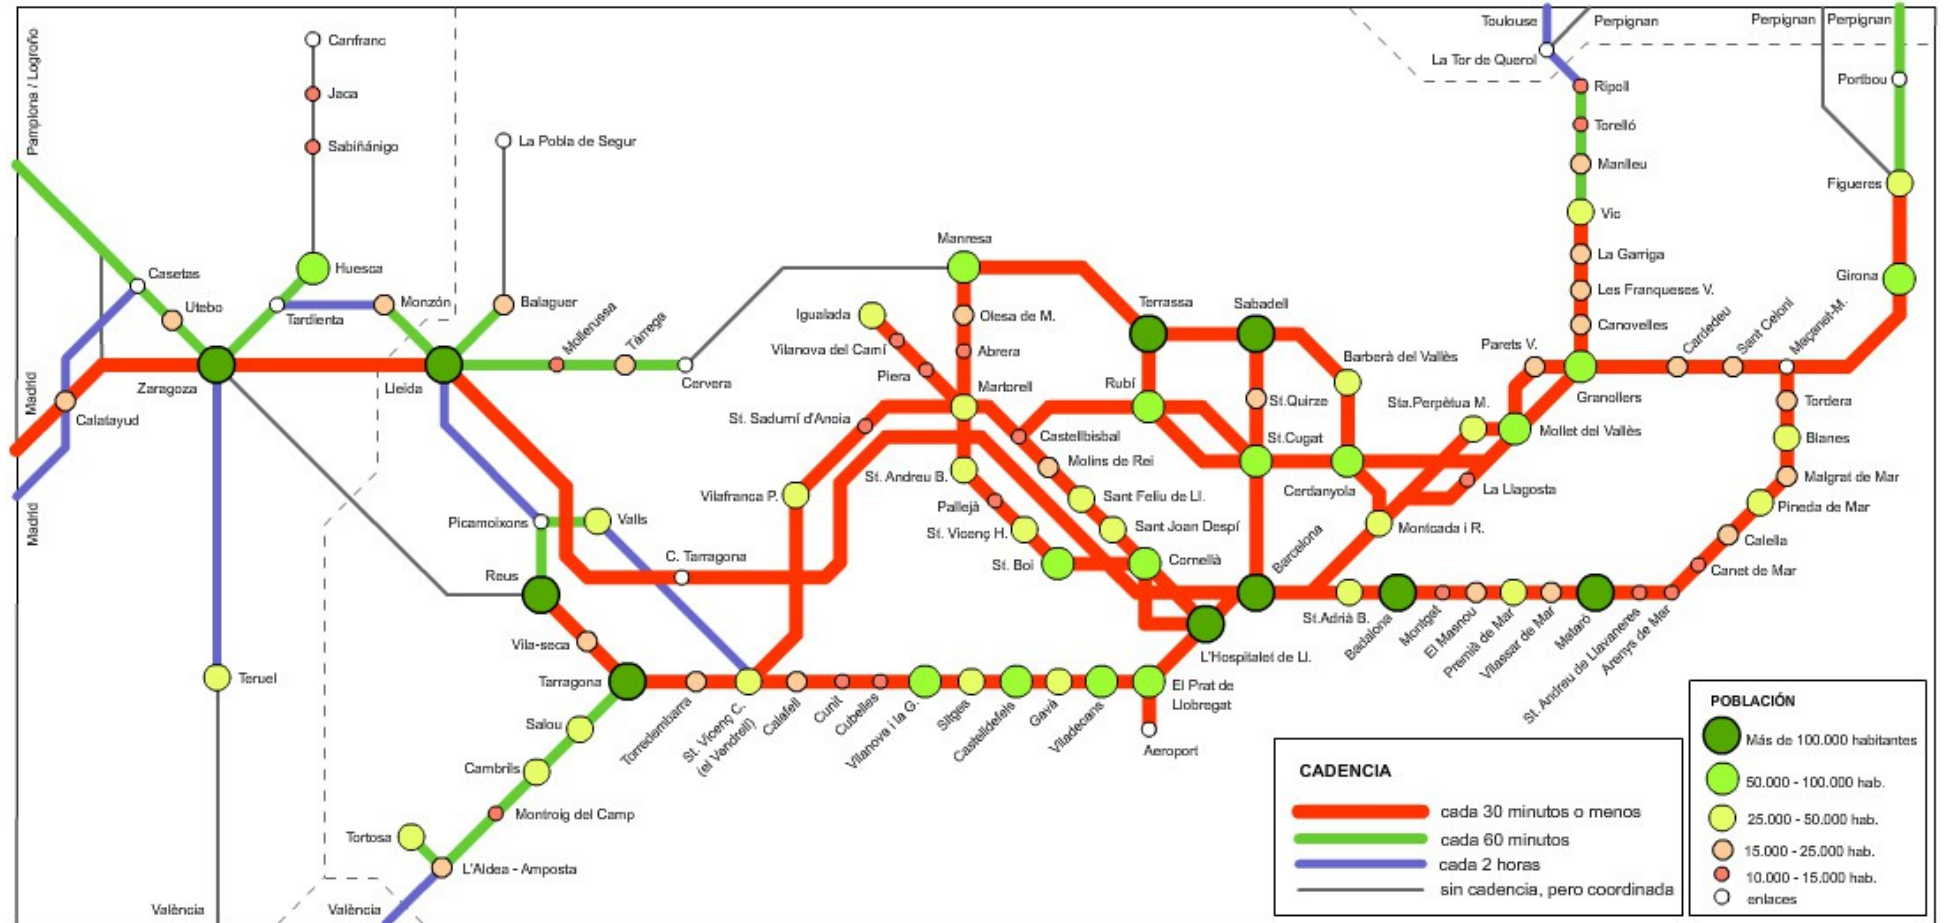 Toulouse
Perpignan
Perpignan
Perpignan
La Tor de Querol
Portbou
Pamplona / Logroño
Canfranc
Jaca
Sabiñánigo
Huesca
La Pobla de Segur
Ripoll
Torelló
Manlleu
Vic
La Garriga
Les Franqueses V.
Canovelles
Figueres
Girona
Casetas
Utebo
Tardienta
Monzón
Balaguer
Mollerussa
Tàrrega
Cervera
Manresa
Igualada
Vilanova del Camí
Piera
Olesa de M.
Abrera
Martorell
Terrassa
Sabadell
Barberà del Vallès
Parets V.
Cardedeu
Sant Celoni
Maçanet-M.
Madrid
Calatayud
Zaragoza
Lleida
St. Sadurní d'Anoia
Castellbisbal
Rubí
St.Quirze
St.Cugat
Sta.Perpètua M.
Granollers
Mollet del Vallès
Tordera
Blanes
Malgrat de Mar
Pineda de Mar
Calella
Canet de Mar
Madrid
Vilafranca P.
St. Andreu B.
Pallejà
St. Vicenç H.
St. Boi
Molins de Rei
Sant Feliu de Ll.
Sant Joan Despí
Cornellà
Cerdanyola
La Llagosta
Montcada i R.
Barcelona
Picamoixons
Valls
Reus
C. Tarragona
Vila-seca
Tarragona
St.Adrià B.
Badalona
Montgat
El Masnou
Premià de Mar
Vilassar de Mar
Mataró
St. Andreu de Llavaneres
Arenys de Mar
L'Hospitalet de Ll.
Teruel
Salou
Cambrils
Montroig del Camp
Tortosa
L'Aldea - Amposta
Torredembarra
St. Vicenç C.
(el Vendrell)
Calafell
Cunit
Cubelles
Vilanova i la G.
Sitges
Castelldefels
Gavà
Viladecans
El Prat de
Llobregat
Aeroport
València
València
CADENCIA
cada 30 minutos o menos
cada 60 minutos
cada 2 horas
sin cadencia, pero coordinada
POBLACIÓN
Más de 100.000 habitantes
50.000 - 100.000 hab.
25.000 - 50.000 hab.
15.000 - 25.000 hab.
10.000 - 15.000 hab.
enlaces